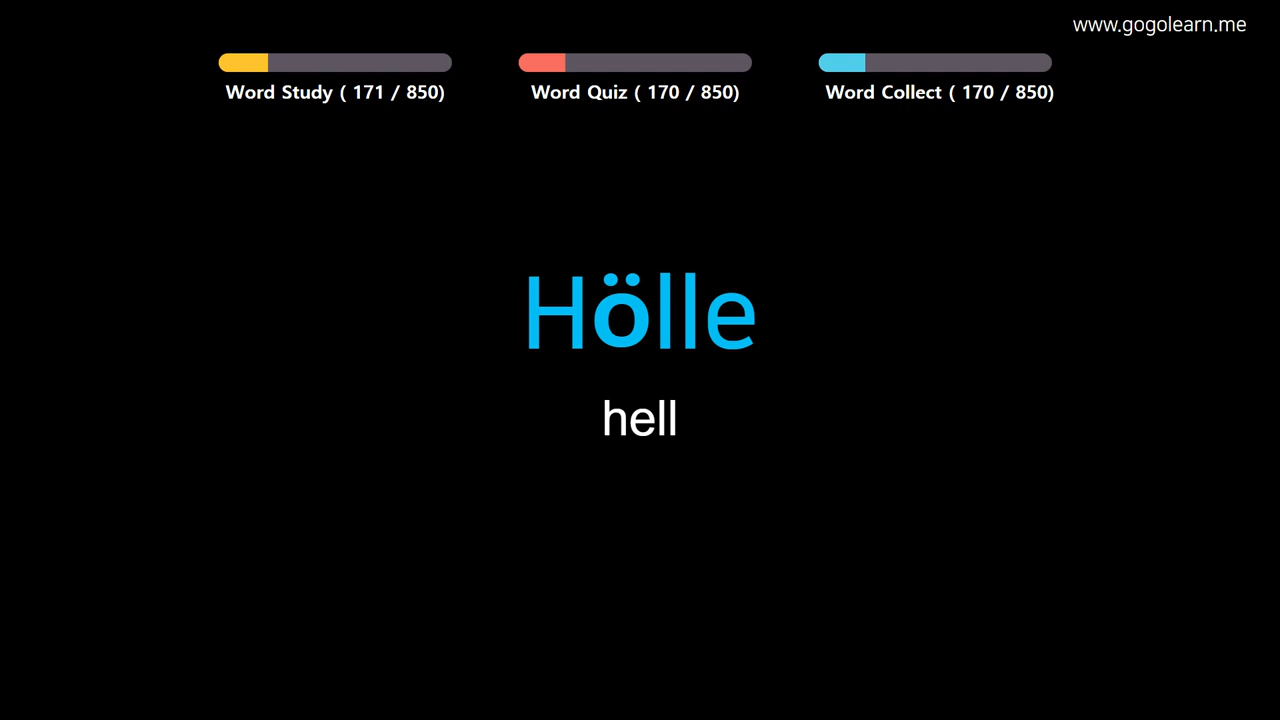 www.gogolearn.me
Word Study ( 171 / 850)
Word Quiz ( 170 / 850)
Word Collect ( 170 / 850)
Hölle
hell